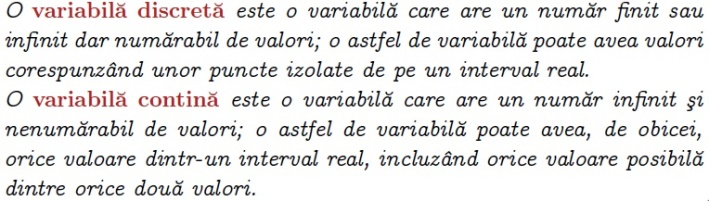 O variabilă discretă este o variabilă care are un număr finit sau
infinit dar numărabil de valori; o astfel de variabilă poate avea valori
corespunzând unor puncte izolate de pe un interval real.
O variabilă contină este o variabilă care are un număr infinit şi
nenumărabil de valori; o astfel de variabilă poate avea, de obicei,
orice valoare dintr-un interval real, incluzând orice valoare posibilă
dintre orice două valori.